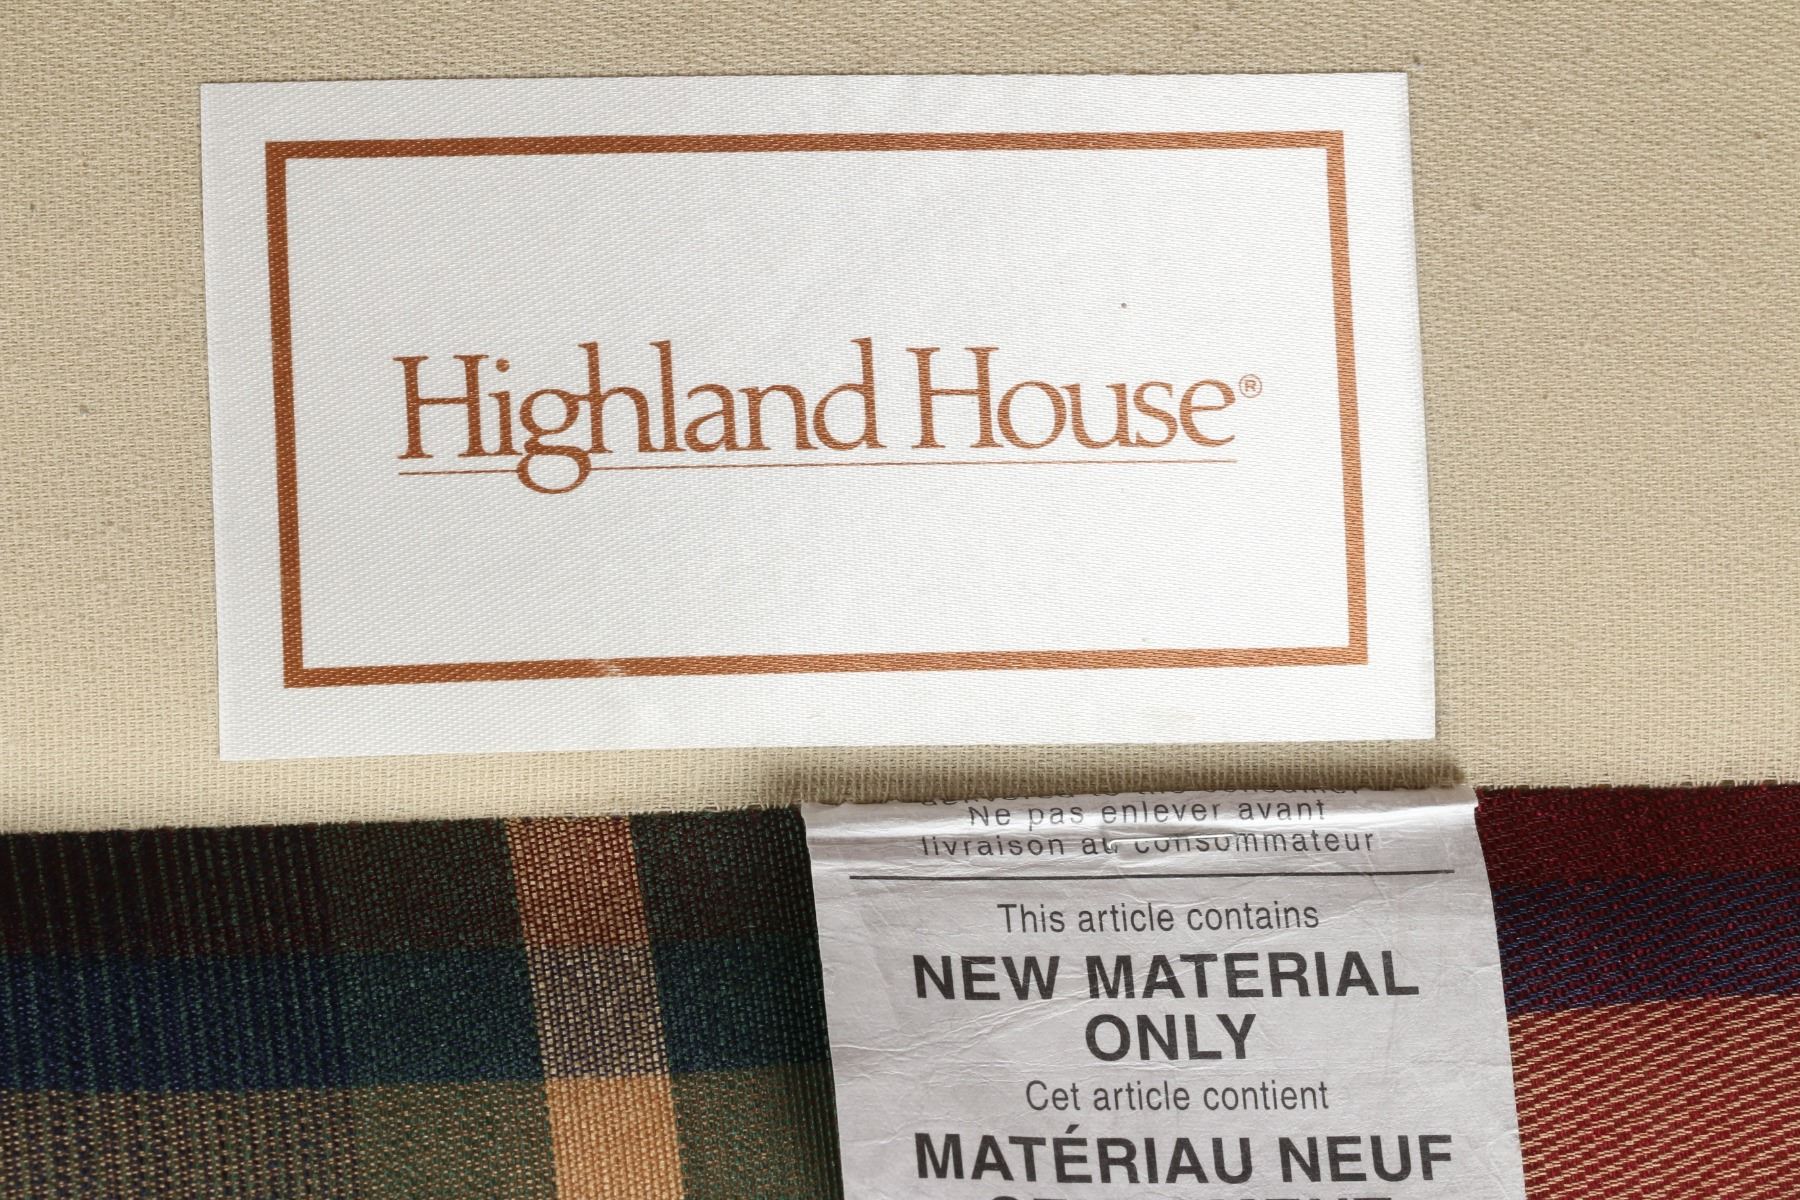 Highland House®
Ne pas enlever avant
livraison au consommateur
This article contains
NEW MATERIAL
ONLY
Cet article contient
MATÉRIAU NEUF